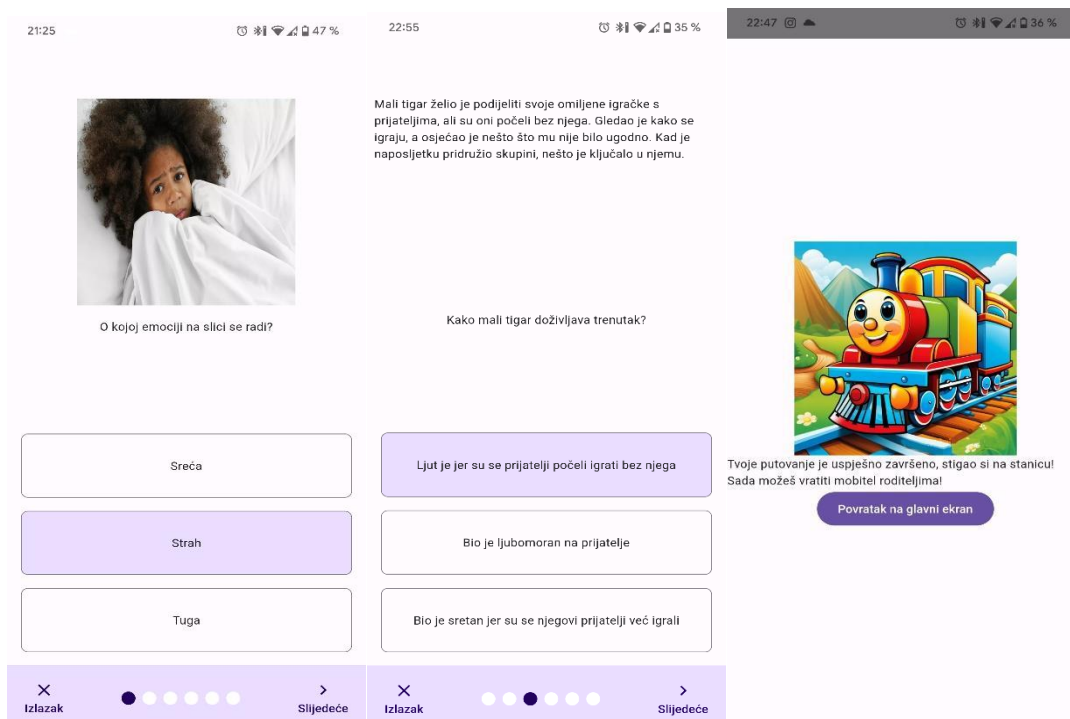 21:25
47 %
O kojoj emociji na slici se radi?
Sreća
Strah
Tuga
Izlazak
Slijedeće
22:55
35 %
Mali tigar želio je podijeliti svoje omiljene igračke s
prijateljima, ali su oni počeli bez njega. Gledao je kako se
igraju, a osjećao je nešto što mu nije bilo ugodno. Kad je
naposljetku pridružio skupini, nešto je ključalo u njemu.
Kako mali tigar doživljava trenutak?
Ljut je jer su se prijatelji počeli igrati bez njega
Bio je ljubomoran na prijatelje
Bio je sretan jer su se njegovi prijatelji već igrali
Izlazak
Slijedeće
22:47
36 %
Tvoje putovanje je uspješno završeno, stigao si na stanicu!
Sada možeš vratiti mobitel roditeljima!
Povratak na glavni ekran